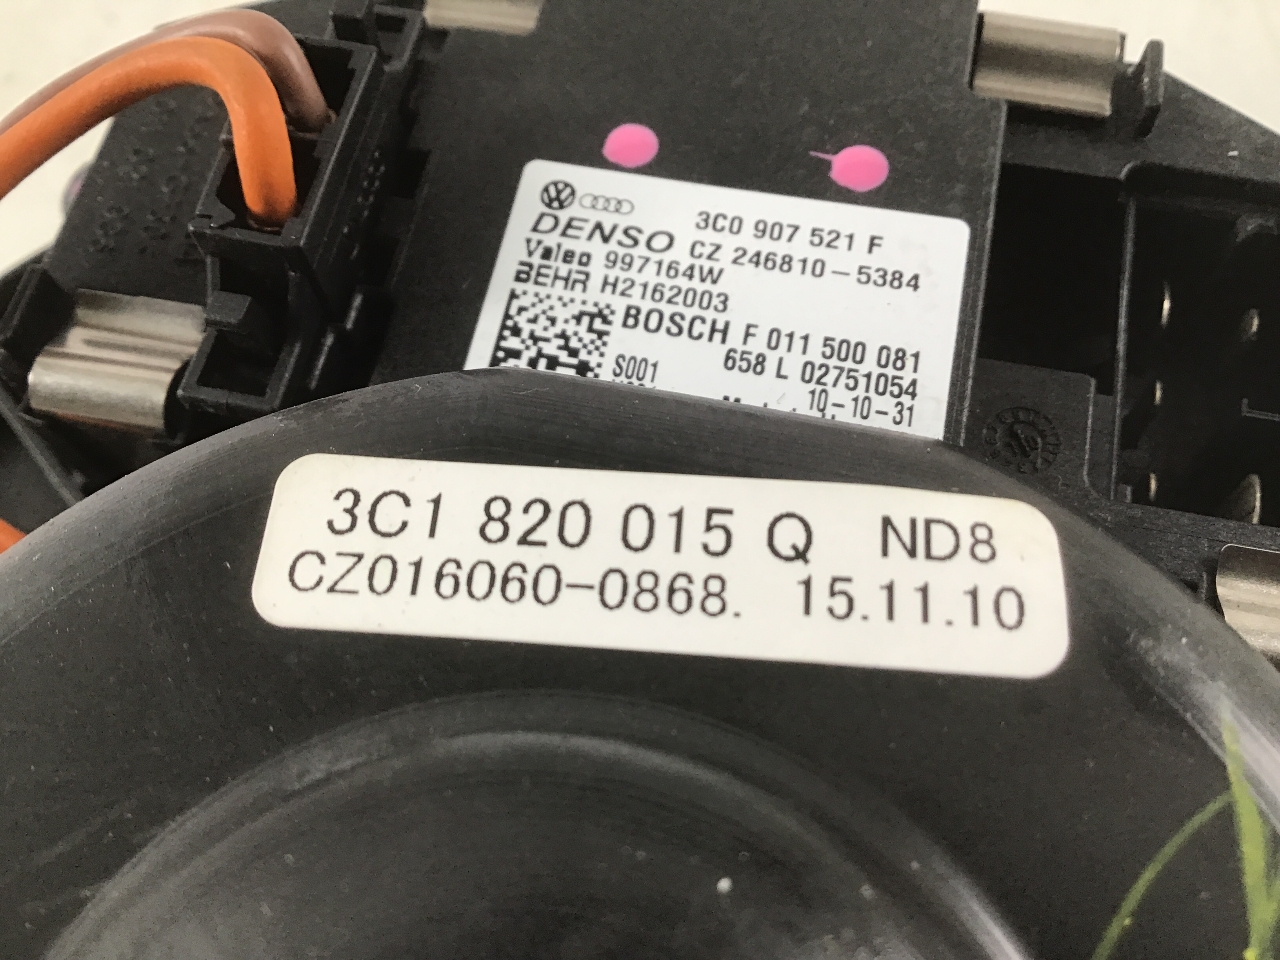 3C0 907 521 F
DENSO CZ 246810-5384
Valeo 997164W
BEHR H2162003
BOSCH F 011 500 081
658 L 02751054
S001
10-10-31
3C1 820 015 Q ND8
CZ016060-0868. 15.11.10